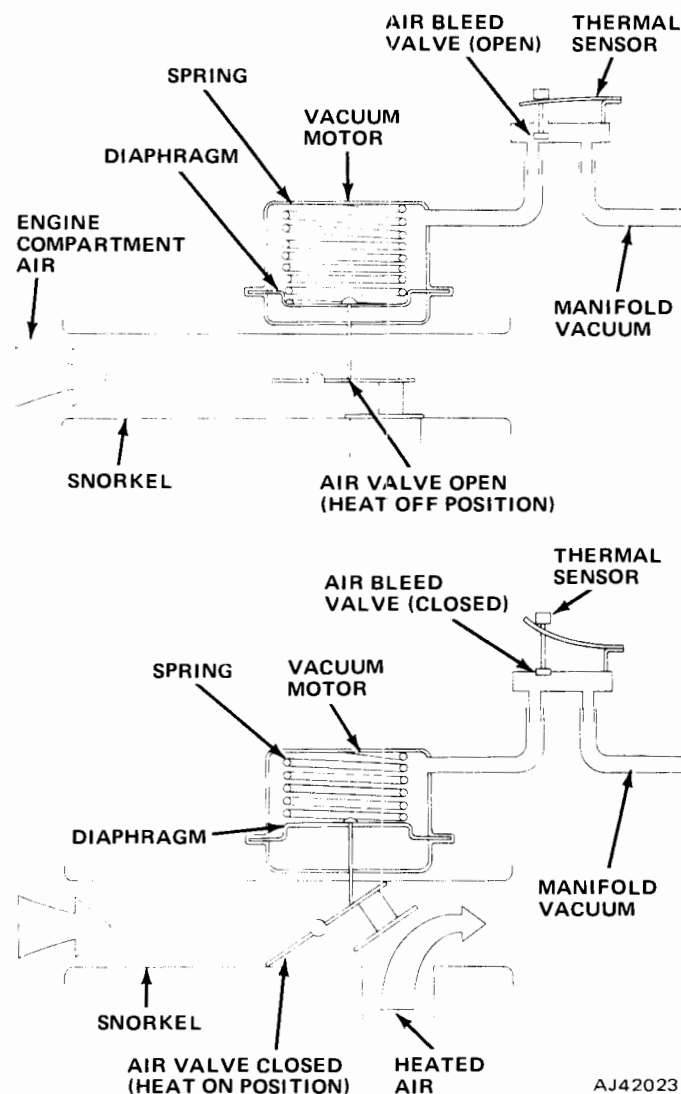 AIR BLEED
VALVE (OPEN)
THERMAL
SENSOR
SPRING
VACUUM
MOTOR
DIAPHRAGM
ENGINE
COMPARTMENT
AIR
MANIFOLD
VACUUM
SNORKEL
AIR VALVE OPEN
(HEAT OFF POSITION)
THERMAL
SENSOR
AIR BLEED
VALVE (CLOSED)
SPRING
VACUUM
MOTOR
DIAPHRAGM
MANIFOLD
VACUUM
SNORKEL
AIR VALVE CLOSED
(HEAT ON POSITION)
HEATED
AIR
AJ42023